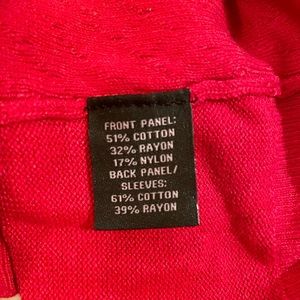 FRONT PANEL:
51% COTTON
32% RAYON
17% NYLON
BACK PANEL/
SLEEVES:
61% COTTON
39% RAYON